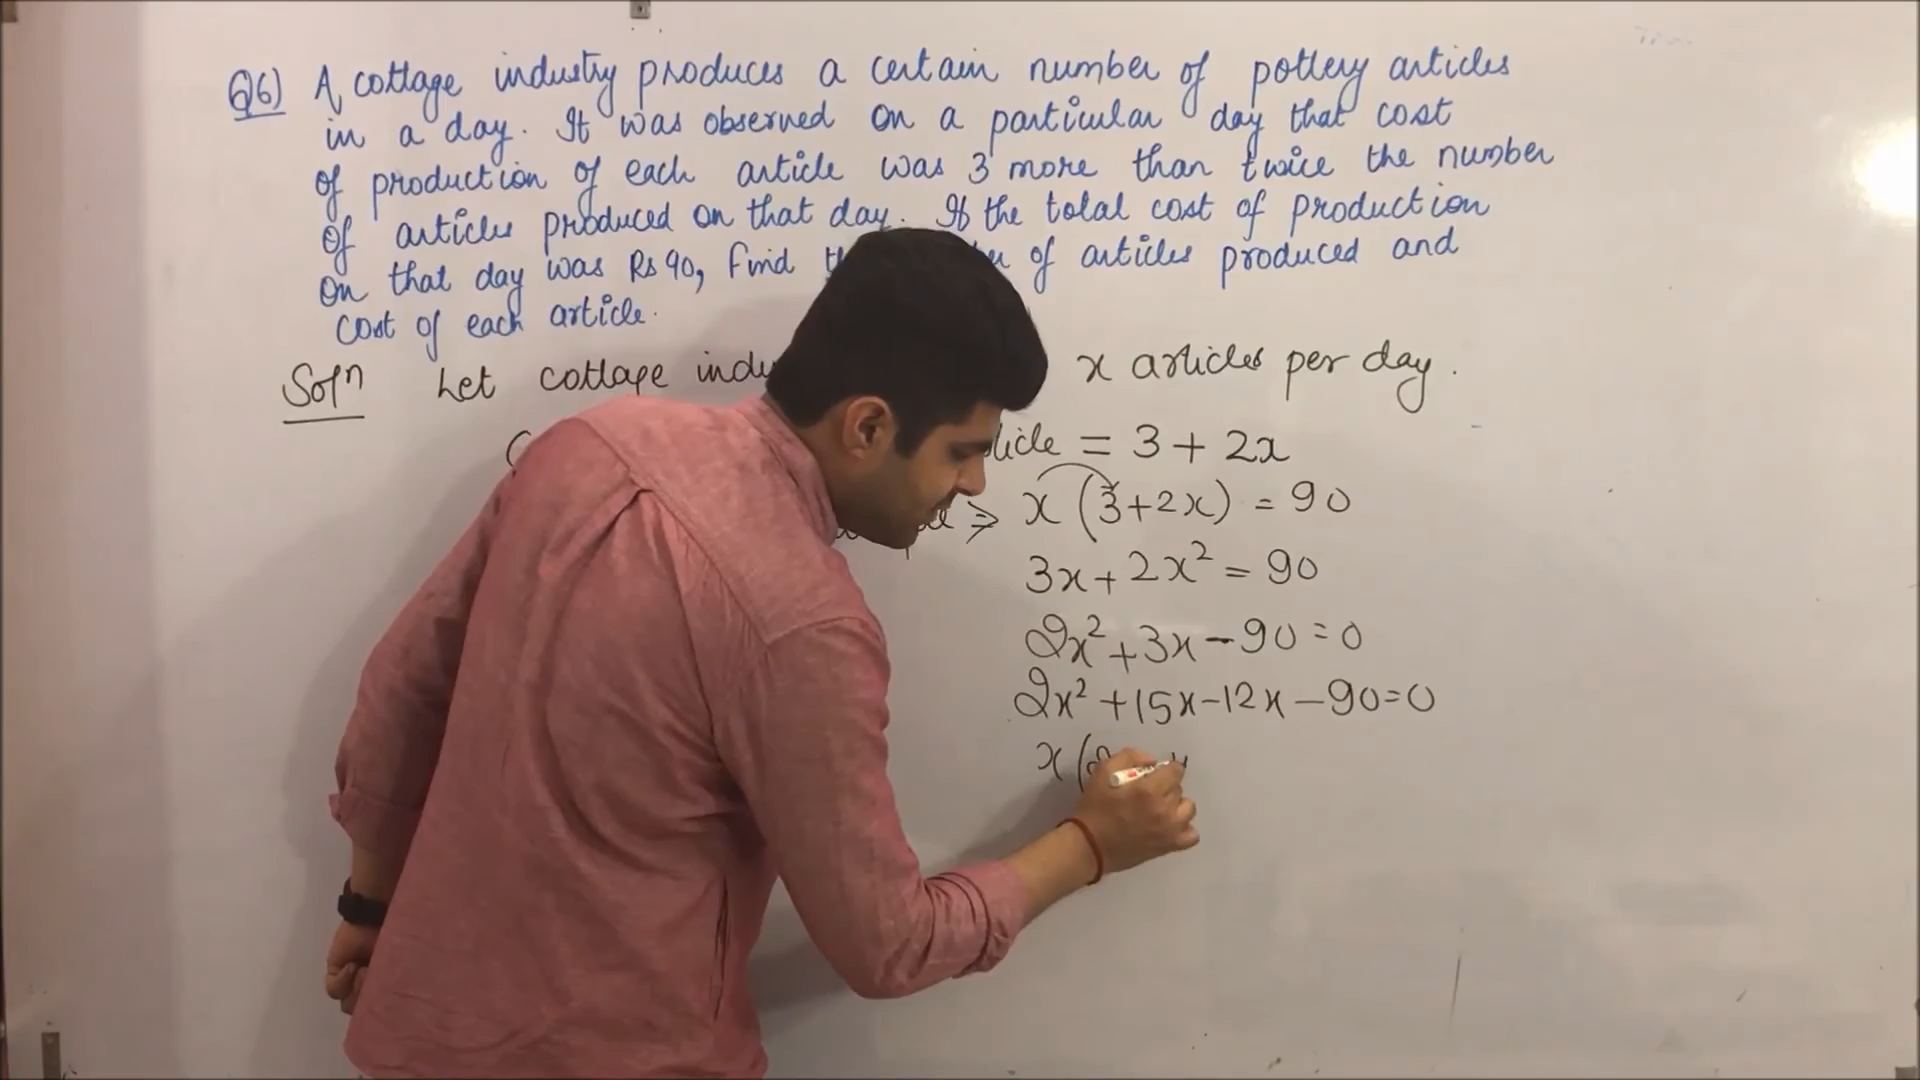 Q6) A cottage industry produces a certain number of pottery articles
in a day. It was observed on a particular day that cost
of production of each article was 3 more than twice the number
of articles produced on that day. If the total cost of production
on that day was Rs 90, find of articles produced and
cost of each article.
Solⁿ Let cottage x articles per day.
= 3 + 2x
⇒ x (3+2x) = 90
3x + 2x² = 90
2x² + 3x - 90 = 0
2x² + 15x - 12x - 90 = 0
x (2